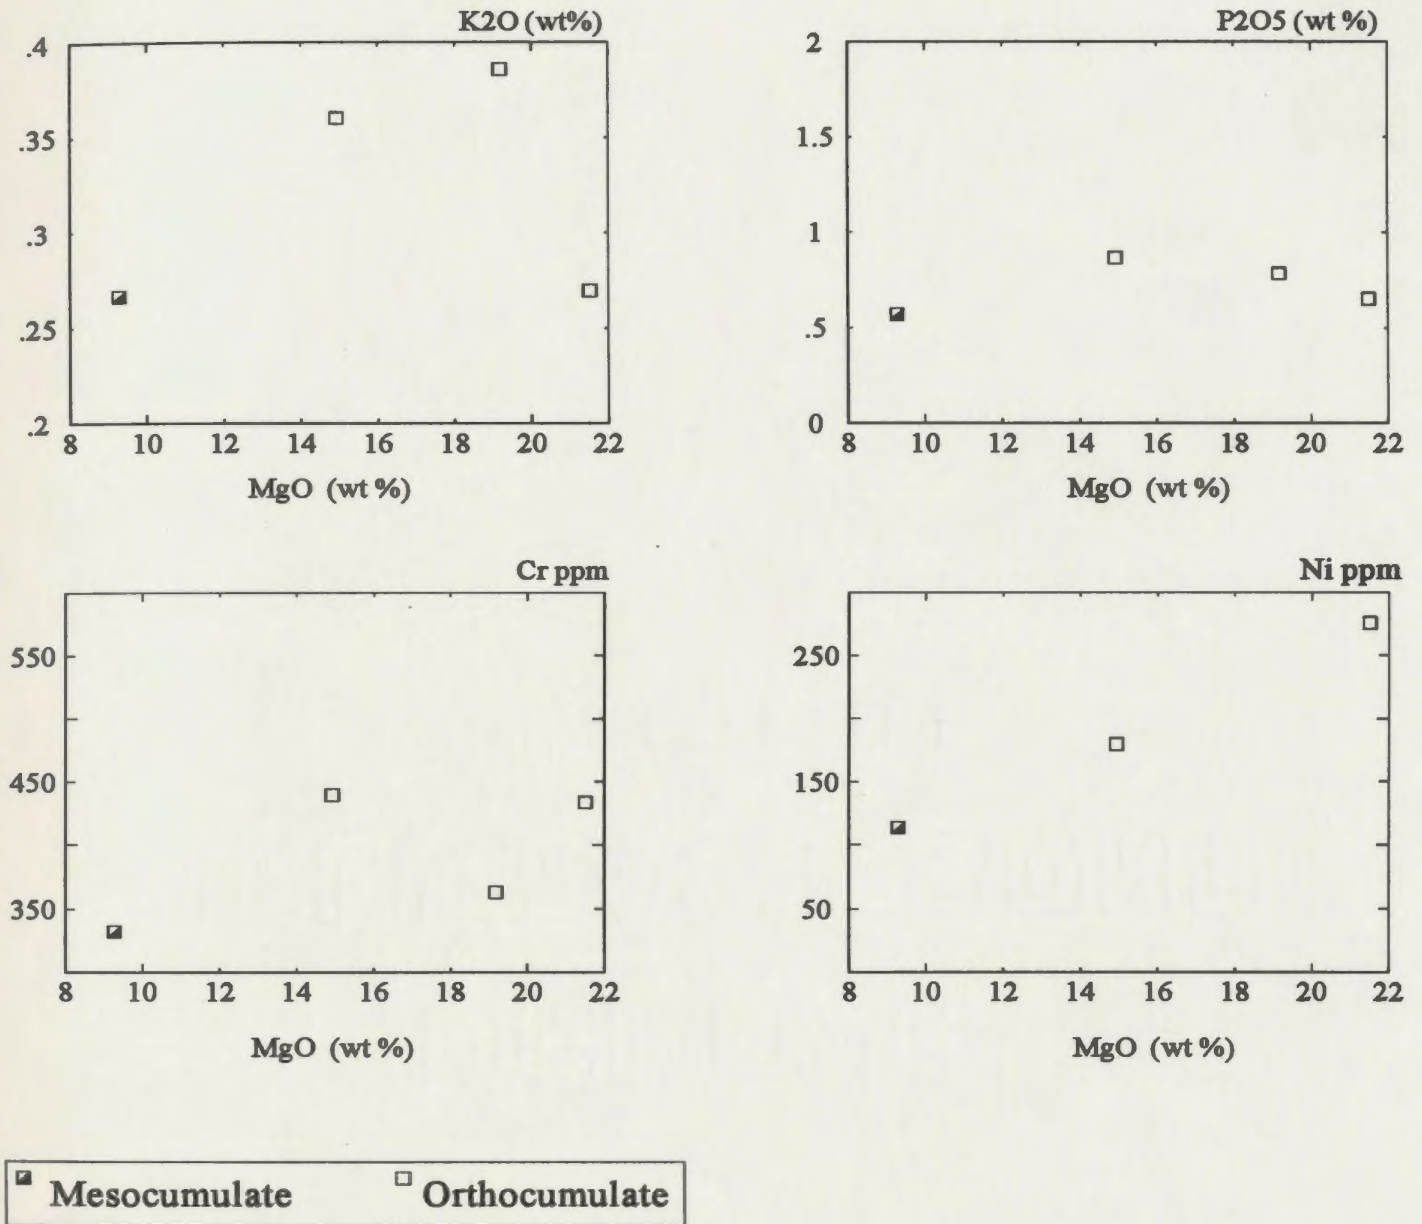 K2O (wt%)
.4
.35
.3
.25
.2
8 10 12 14 16 18 20 22
MgO (wt %)
P2O5 (wt %)
2
1.5
1
.5
0
8 10 12 14 16 18 20 22
MgO (wt %)
Cr ppm
550
450
350
8 10 12 14 16 18 20 22
MgO (wt %)
Ni ppm
250
150
50
8 10 12 14 16 18 20 22
MgO (wt %)
Mesocumulate Orthocumulate